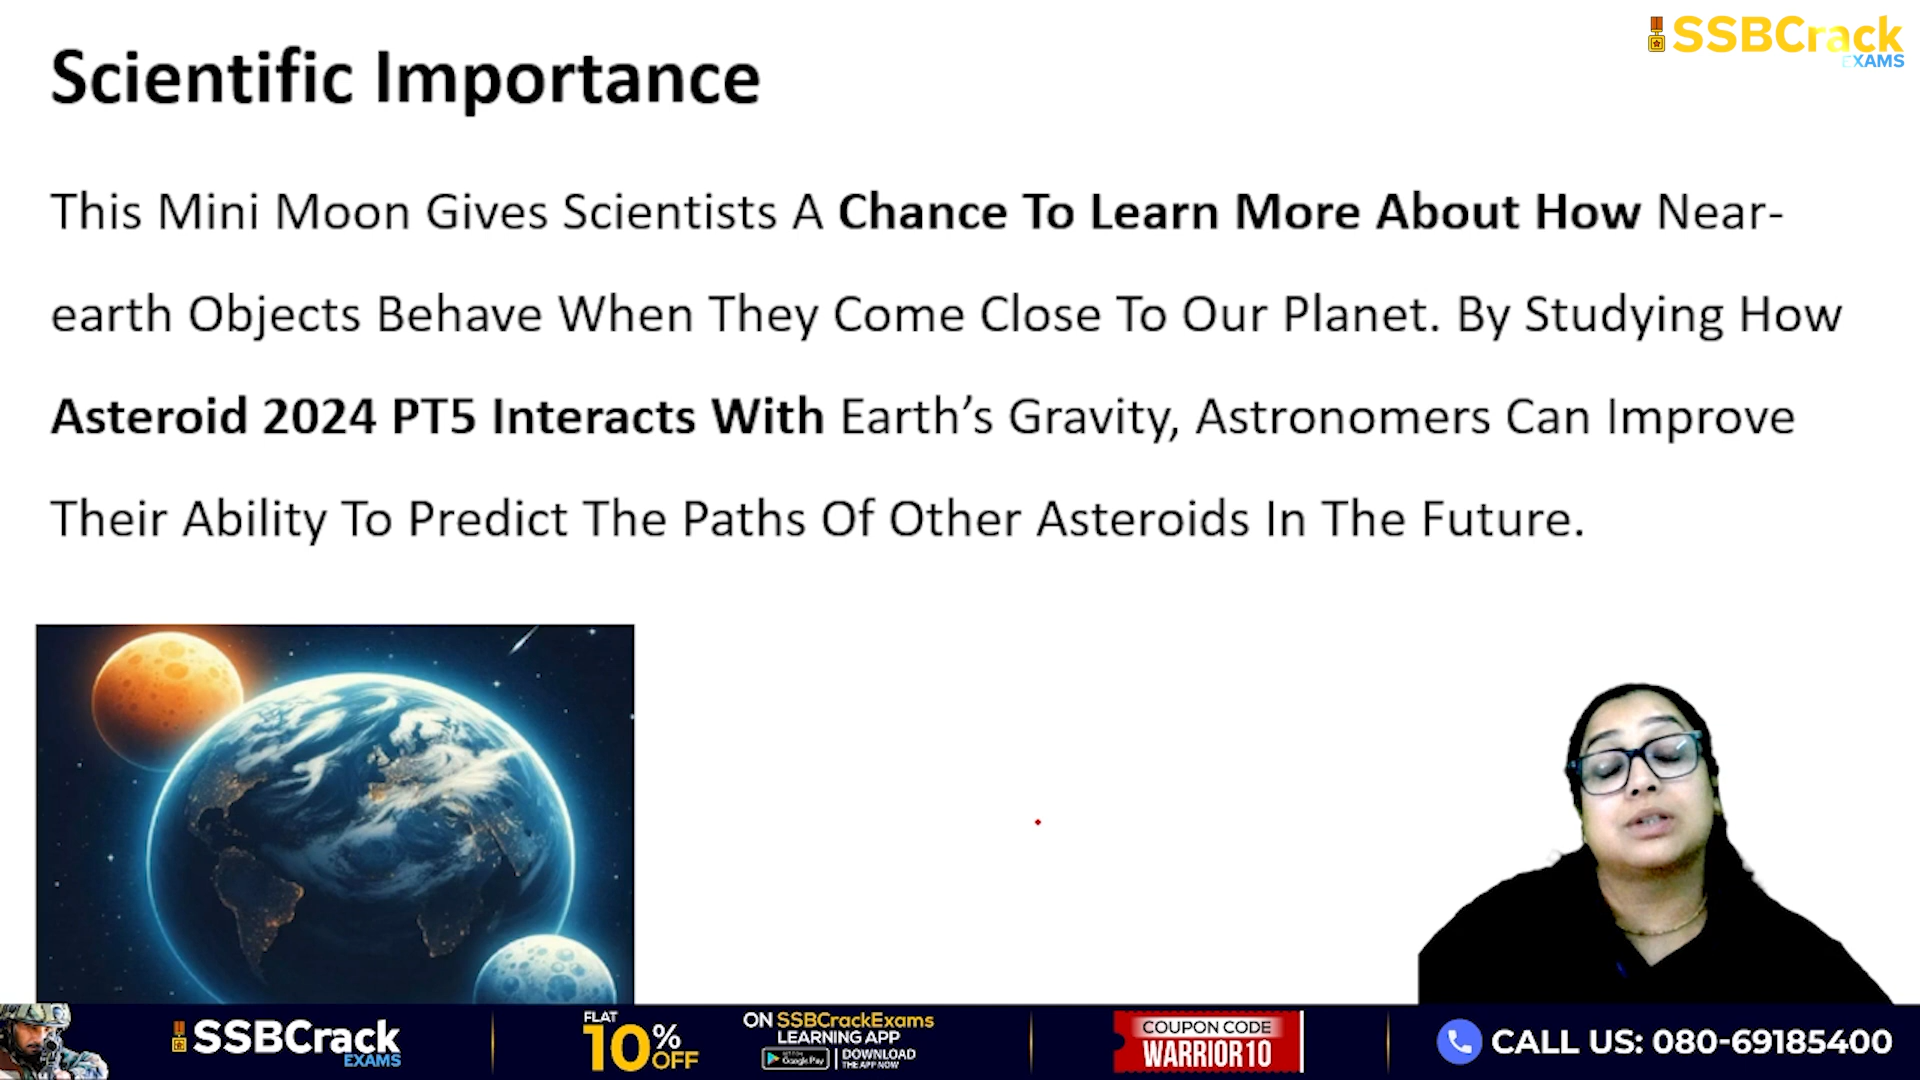 SSBCrack
EXAMS
Scientific Importance
This Mini Moon Gives Scientists A Chance To Learn More About How Near-
earth Objects Behave When They Come Close To Our Planet. By Studying How
Asteroid 2024 PT5 Interacts With Earth’s Gravity, Astronomers Can Improve
Their Ability To Predict The Paths Of Other Asteroids In The Future.
SSBCrack
EXAMS
FLAT
10% OFF
ON SSBCrackExams
LEARNING APP
Google Play
DOWNLOAD
THE APP NOW
COUPON CODE
WARRIOR10
CALL US: 080-69185400